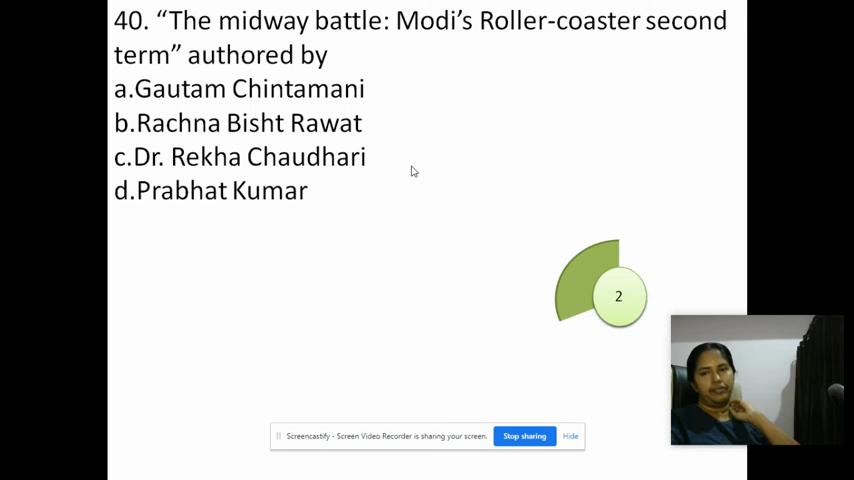 40. “The midway battle: Modi’s Roller-coaster second
term” authored by
a.Gautam Chintamani
b.Rachna Bisht Rawat
c.Dr. Rekha Chaudhari
d.Prabhat Kumar
2
Screencastify - Screen Video Recorder is sharing your screen. Stop sharing Hide